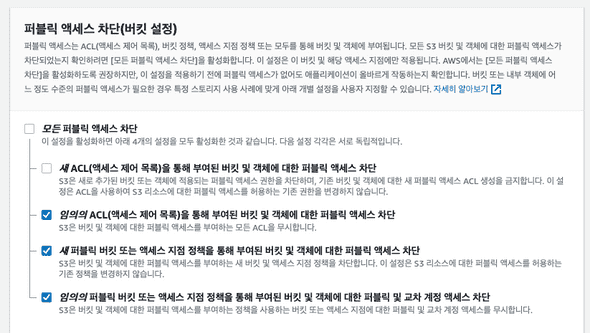 퍼블릭 액세스 차단(버킷 설정)
퍼블릭 액세스는 ACL(액세스 제어 목록), 버킷 정책, 액세스 지점 정책 또는 모두를 통해 버킷 및 객체에 부여됩니다. 모든 S3 버킷 및 객체에 대한 퍼블릭 액세스가
차단되었는지 확인하려면 [모든 퍼블릭 액세스 차단]을 활성화합니다. 이 설정은 이 버킷 및 해당 액세스 지점에만 적용됩니다. AWS에서는 [모든 퍼블릭 액세스
차단]을 활성화하도록 권장하지만, 이 설정을 적용하기 전에 퍼블릭 액세스가 없어도 애플리케이션이 올바르게 작동하는지 확인합니다. 버킷 또는 내부 객체에 어
느 정도 수준의 퍼블릭 액세스가 필요한 경우 특정 스토리지 사용 사례에 맞게 아래 개별 설정을 사용자 지정할 수 있습니다. 자세히 알아보기
모든 퍼블릭 액세스 차단
이 설정을 활성화하면 아래 4개의 설정을 모두 활성화한 것과 같습니다. 다음 설정 각각은 서로 독립적입니다.
새 ACL(액세스 제어 목록)을 통해 부여된 버킷 및 객체에 대한 퍼블릭 액세스 차단
S3은 새로 추가된 버킷 또는 객체에 적용되는 퍼블릭 액세스 권한을 차단하며, 기존 버킷 및 객체에 대한 새 퍼블릭 액세스 ACL 생성을 금지합니다. 이 설
정은 ACL을 사용하여 S3 리소스에 대한 퍼블릭 액세스를 허용하는 기존 권한을 변경하지 않습니다.
임의의 ACL(액세스 제어 목록)을 통해 부여된 버킷 및 객체에 대한 퍼블릭 액세스 차단
S3은 버킷 및 객체에 대한 퍼블릭 액세스를 부여하는 모든 ACL을 무시합니다.
새 퍼블릭 버킷 또는 액세스 지점 정책을 통해 부여된 버킷 및 객체에 대한 퍼블릭 액세스 차단
S3은 버킷 및 객체에 대한 퍼블릭 액세스를 부여하는 새 버킷 및 액세스 지점 정책을 차단합니다. 이 설정은 S3 리소스에 대한 퍼블릭 액세스를 허용하는
기존 정책을 변경하지 않습니다.
임의의 퍼블릭 버킷 또는 액세스 지점 정책을 통해 부여된 버킷 및 객체에 대한 퍼블릭 및 교차 계정 액세스 차단
S3은 버킷 및 객체에 대한 퍼블릭 액세스를 부여하는 정책을 사용하는 버킷 또는 액세스 지점에 대한 퍼블릭 및 교차 계정 액세스를 무시합니다.